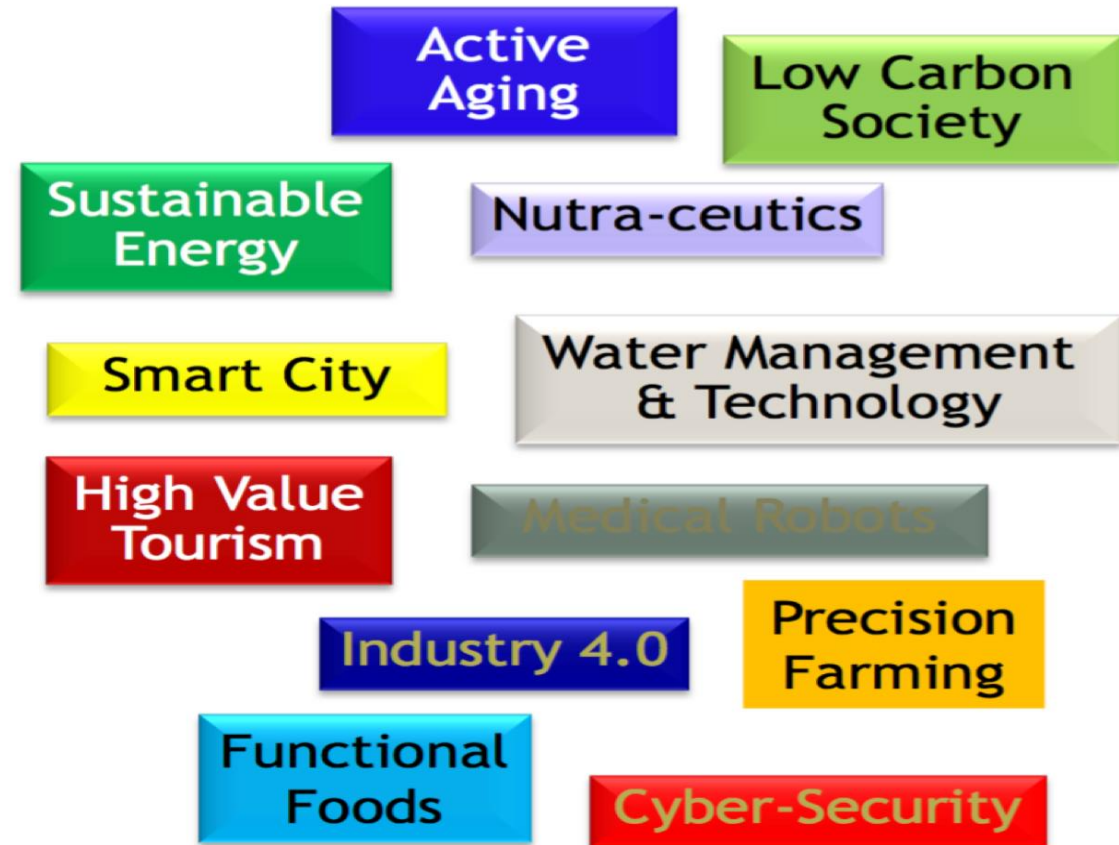 Active
Aging
Low Carbon
Society
Sustainable
Energy
Nutra-ceutics
Smart City
Water Management
& Technology
High Value
Tourism
Medical Robots
Industry 4.0
Precision
Farming
Functional
Foods
Cyber-Security